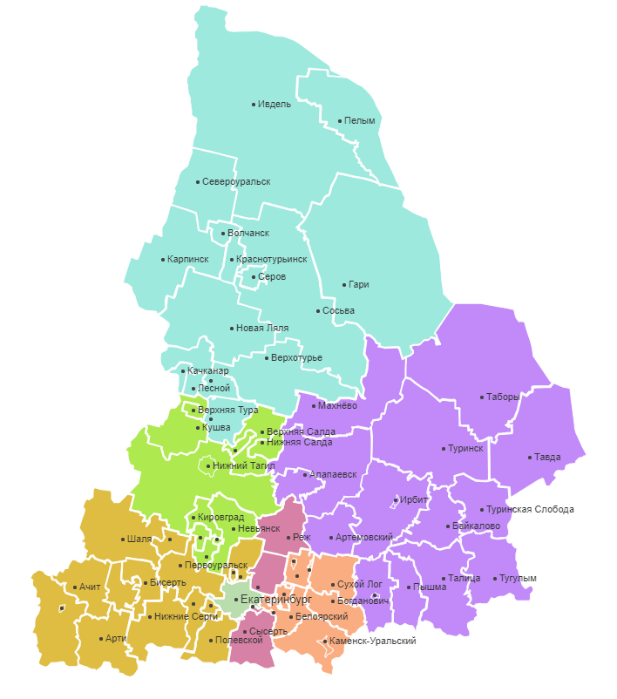 Ивдель
Пелым
Североуральск
Волчанск
Карпинск
Краснотурьинск
Серов
Гари
Сосьва
Новая Ляля
Верхотурье
Качканар
Лесной
Таборы
Махнёво
Верхняя Тура
Кушва
Верхняя Салда
Нижняя Салда
Туринск
Тавда
Нижний Тагил
Алапаевск
Ирбит
Туринская Слобода
Кировград
Байкалово
Невьянск
Шаля
Реж
Артемовский
Первоуральск
Ачит
Бисерть
Сухой Лог
Пышма
Талица
Тугулым
Екатеринбург
Богданович
Нижние Серги
Белоярский
Сысерть
Арти
Полевской
Каменск-Уральский